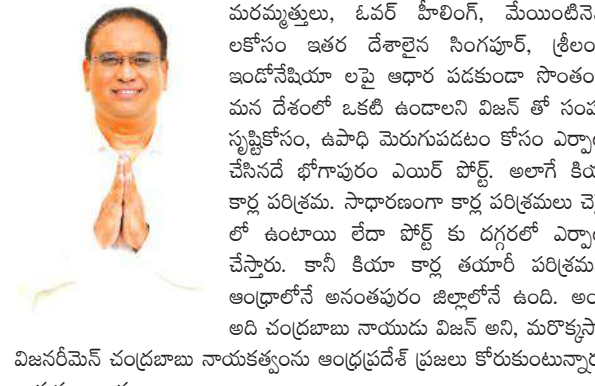 మరమ్మత్తులు, ఓవర్ హీలింగ్, మేయింటినె
లకోసం ఇతర దేశాలైన సింగపూర్, శ్రీలం
ఇండోనేషియా లపై ఆధార పడకుండా సొంతం
మన దేశంలో ఒకటి ఉండాలని విజన్ తో సంప
సృష్టికోసం, ఉపాధి మెరుగుపడటం కోసం ఎర్పా
చేసినదే భోగాపురం ఎయిర్ పోర్ట్. అలాగే కియ
కార్ల పరిశ్రమ. సాధారణంగా కార్ల పరిశ్రమలు చె
లో ఉంటాయి లేదా పోర్ట్ కు దగ్గరలో ఎర్పా
చేస్తారు. కానీ కియా కార్ల తయారీ పరిశ్రమ
ఆంధ్రాలోనే అనంతపురం జిల్లాలోనే ఉంది. అం
అది చంద్రబాబు నాయుడు విజన్ అని, మరొక్కసా
విజనరీమెన్ చంద్రబాబు నాయకత్వంను ఆంధ్రప్రదేశ్ ప్రజలు కోరుకుంటున్నార